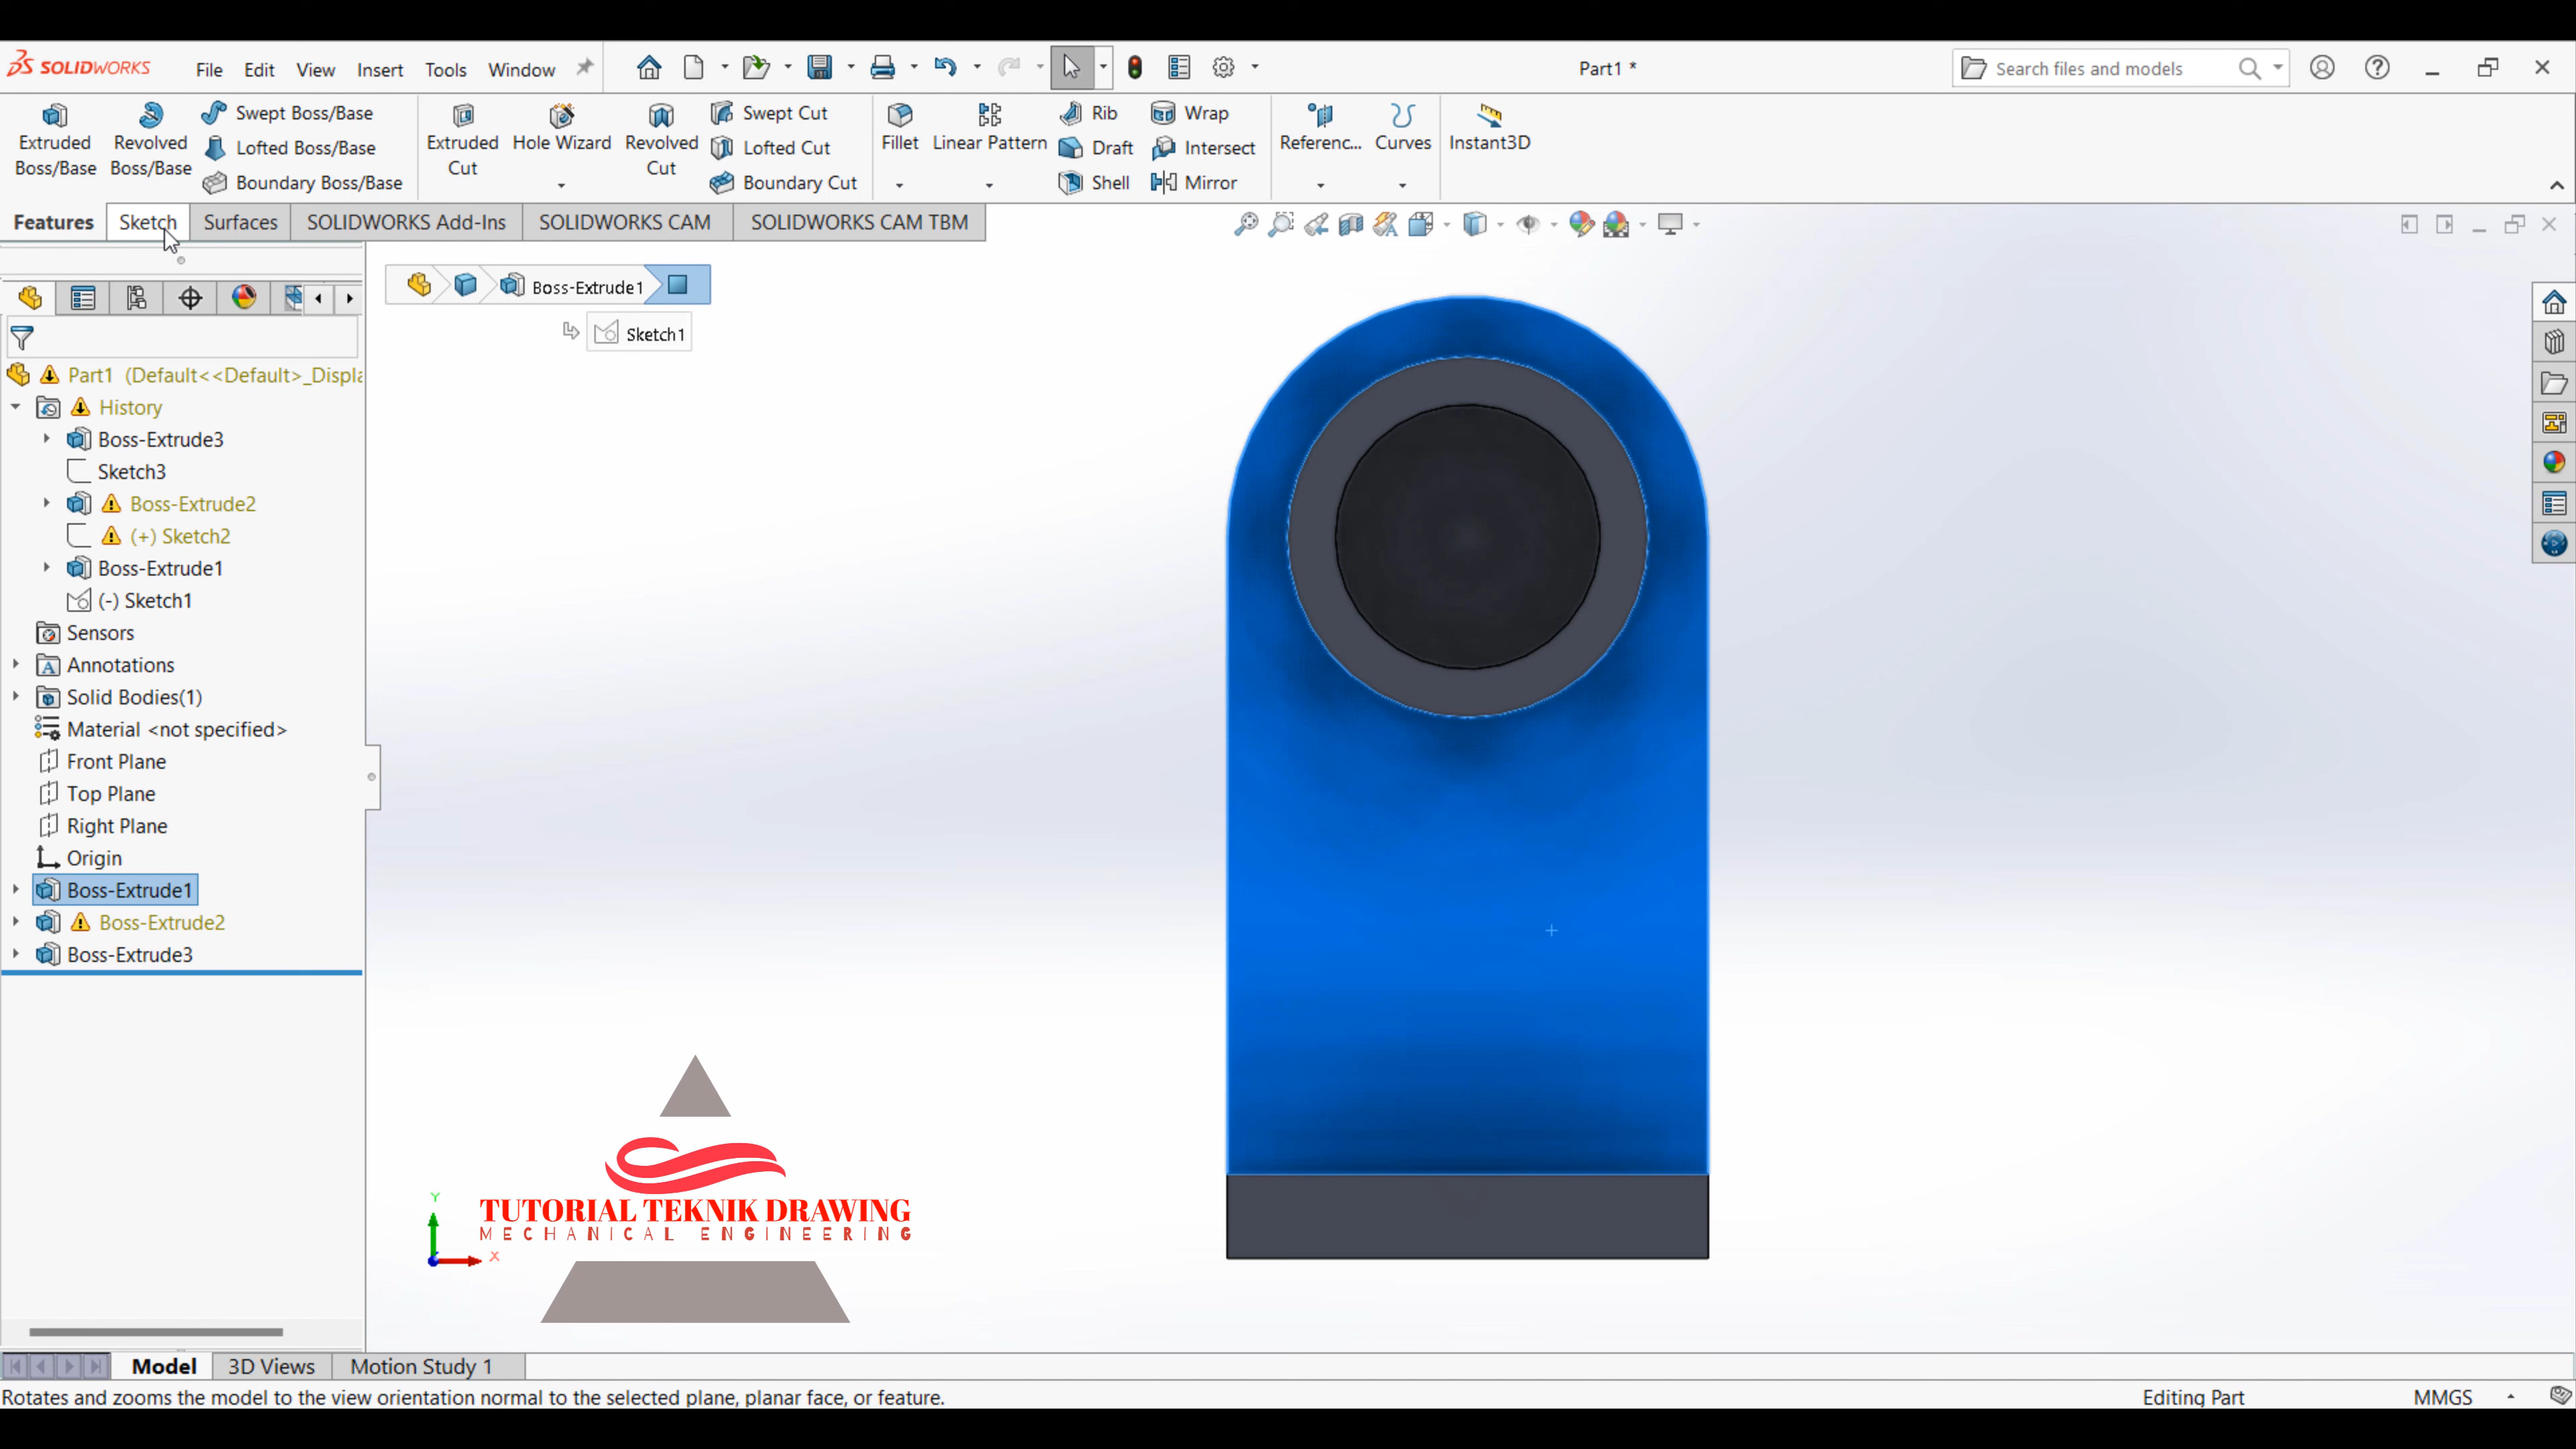 SOLIDWORKS File Edit View Insert Tools Window Part1 * Search files and models
Extruded Boss/Base
Revolved Boss/Base
Swept Boss/Base
Lofted Boss/Base
Boundary Boss/Base
Extruded Cut
Hole Wizard
Revolved Cut
Swept Cut
Lofted Cut
Boundary Cut
Fillet
Linear Pattern
Rib
Draft
Shell
Wrap
Intersect
Mirror
Referenc...
Curves
Instant3D
Features Sketch Surfaces SOLIDWORKS Add-Ins SOLIDWORKS CAM SOLIDWORKS CAM TBM
Boss-Extrude1
Sketch1
Part1 (Default<<Default>_Displa
History
Boss-Extrude3
Sketch3
Boss-Extrude2
(+) Sketch2
Boss-Extrude1
(-) Sketch1
Sensors
A Annotations
Solid Bodies(1)
Material <not specified>
Front Plane
Top Plane
Right Plane
Origin
Boss-Extrude1
Boss-Extrude2
Boss-Extrude3
Y
X
TUTORIAL TEKNIK DRAWING
MECHANICAL ENGINEERING
Model 3D Views Motion Study 1
Rotates and zooms the model to the view orientation normal to the selected plane, planar face, or feature. Editing Part MMGS